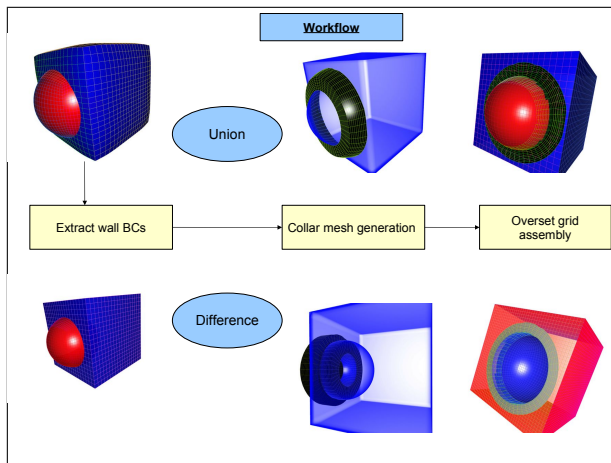 Workflow
Union
Extract wall BCs
Collar mesh generation
Overset grid
assembly
Difference